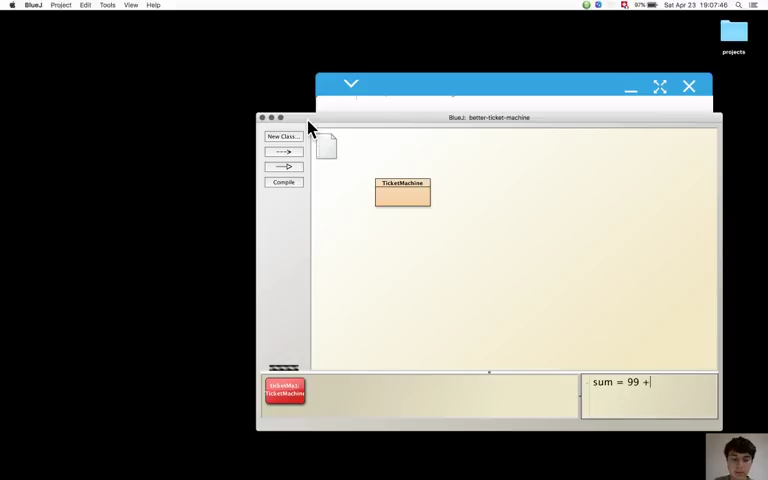 BlueJ Project Edit Tools View Help
97% Sat Apr 23 19:07:46
projects
BlueJ: better-ticket-machine
New Class...
TicketMachine
Compile
ticketMa1:
TicketMachine
sum = 99 +